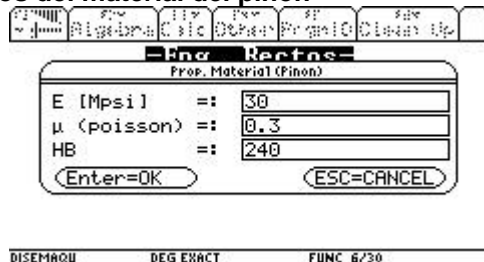 os del material del piñon
Algebra Calc Other PrgmIO Clean Up
Eng. Rectos
Prop. Material (Pinon)
E [Mpsi] =: 30
μ (poisson) =: 0.3
HB =: 240
Enter=OK ESC=CANCEL
DISEMAQU DEG EXACT FUNC 6/30